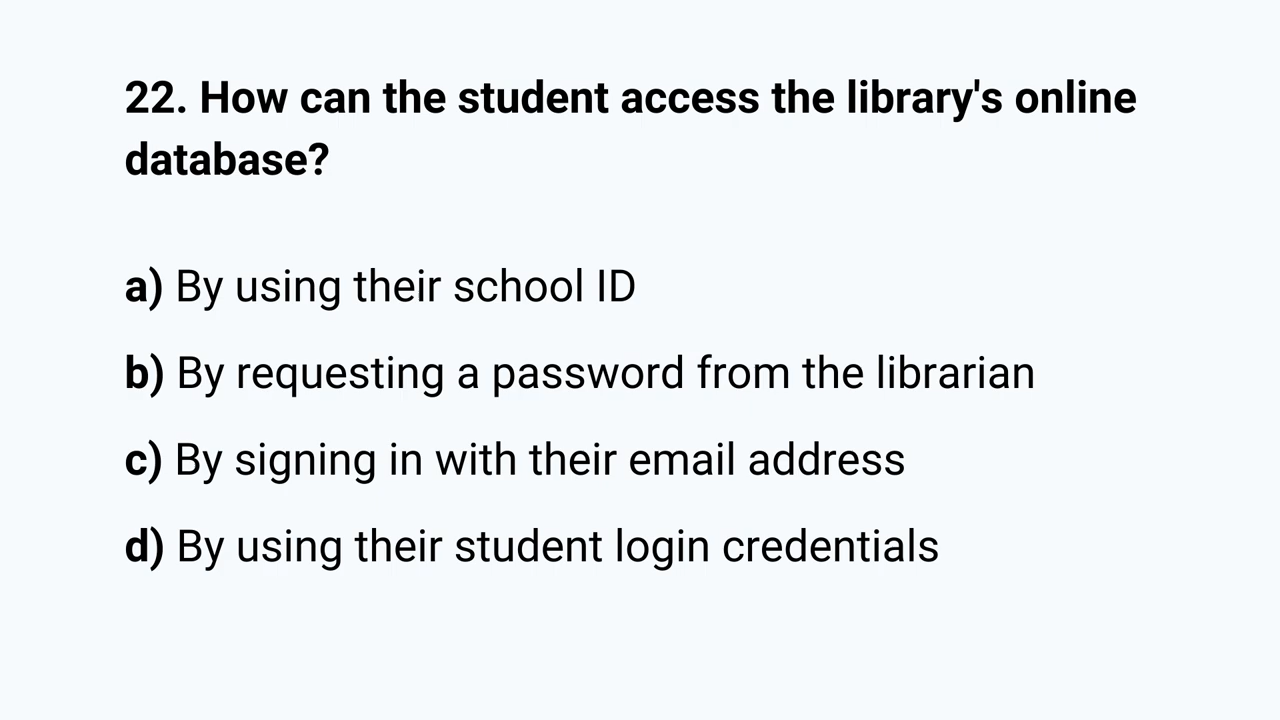 22. How can the student access the library's online
database?
a) By using their school ID
b) By requesting a password from the librarian
c) By signing in with their email address
d) By using their student login credentials